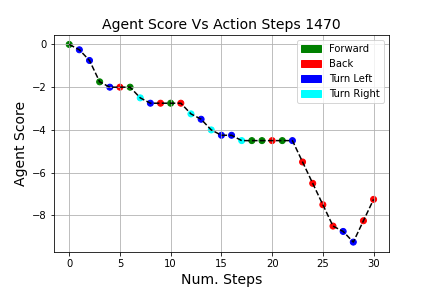 Agent Score Vs Action Steps 1470
Forward
Back
Turn Left
Turn Right
Agent Score
0
−2
−4
−6
−8
0 5 10 15 20 25 30
Num. Steps